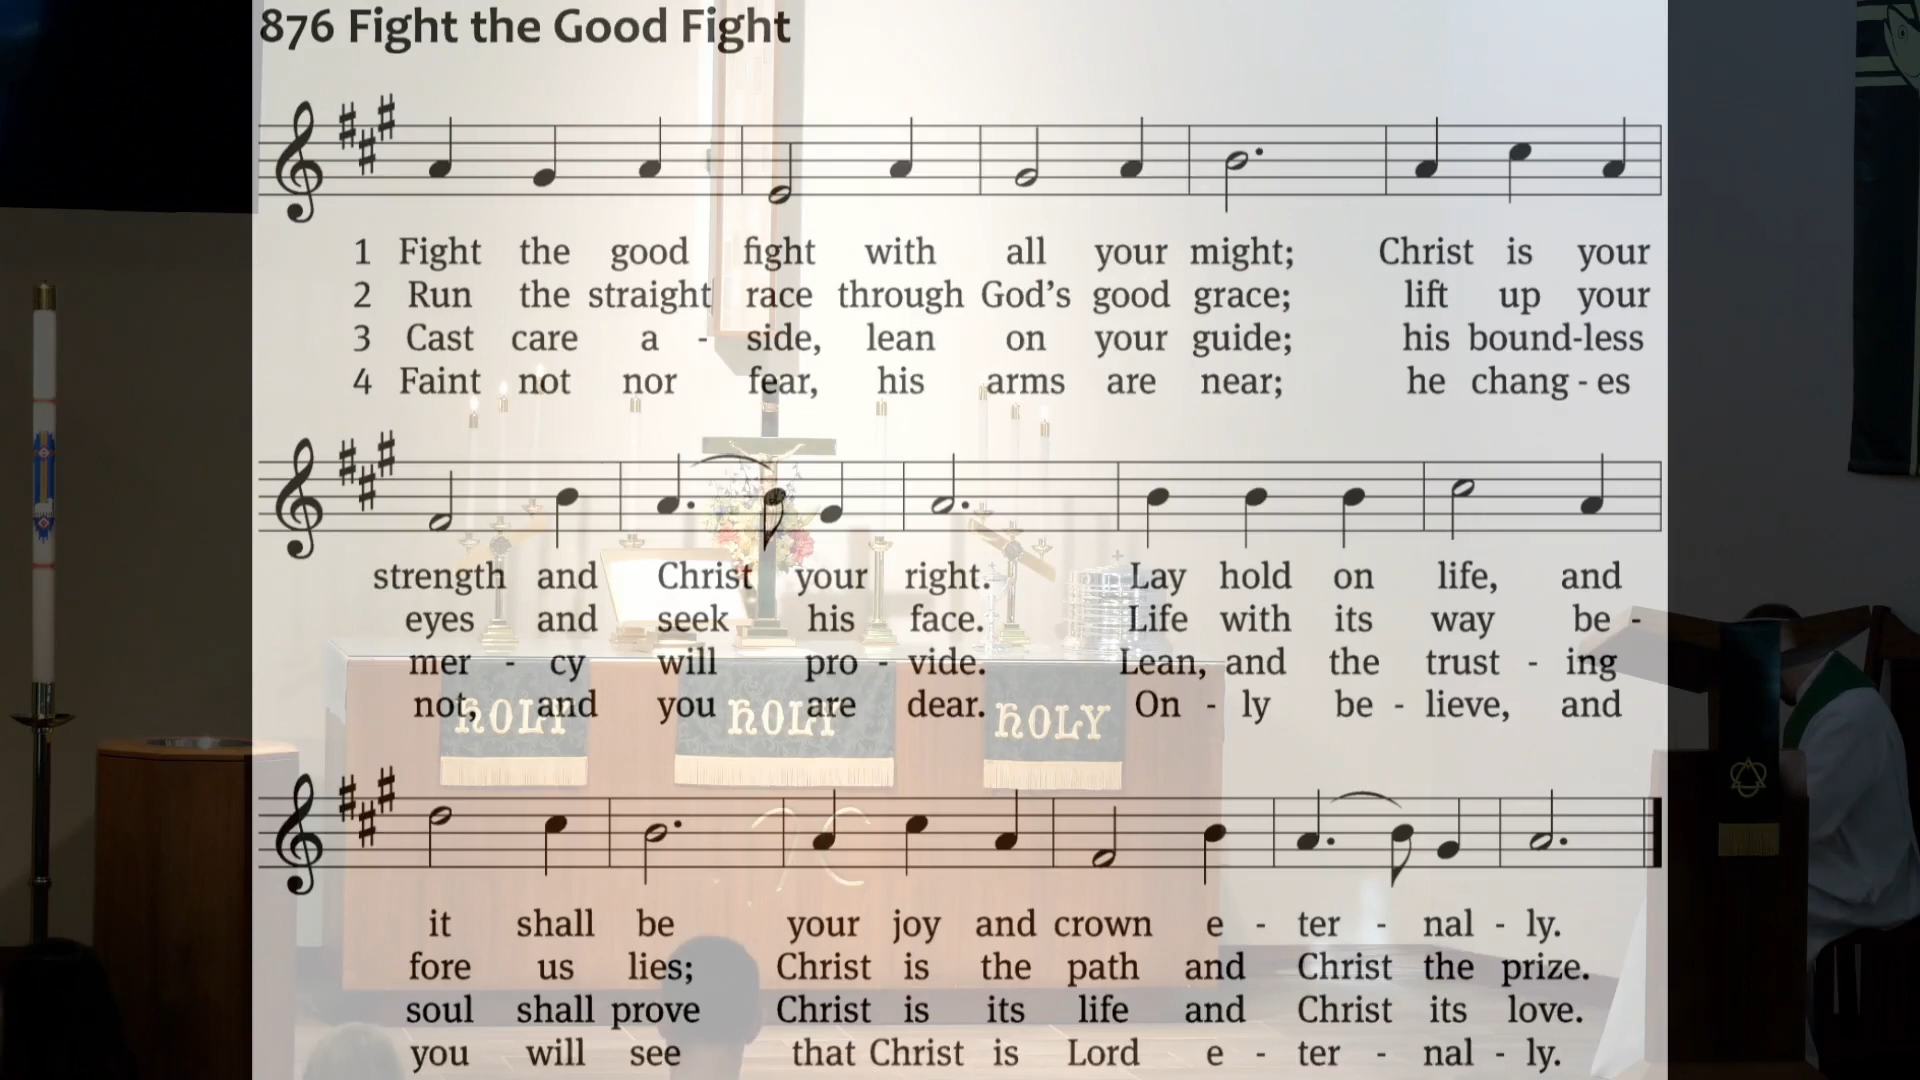 876 Fight the Good Fight
1 Fight the good fight with all your might; Christ is your
2 Run the straight race through God's good grace; lift up your
3 Cast care a - side, lean on your guide; his bound-less
4 Faint not nor fear, his arms are near; he chang - es
strength and Christ your right. Lay hold on life, and
eyes and seek his face. Life with its way be -
mer - cy will pro - vide. Lean, and the trust - ing
not, and you are dear. On - ly be - lieve, and
HOLY HOLY HOLY
it shall be your joy and crown e - ter - nal - ly.
fore us lies; Christ is the path and Christ the prize.
soul shall prove Christ is its life and Christ its love.
you will see that Christ is Lord e - ter - nal - ly.